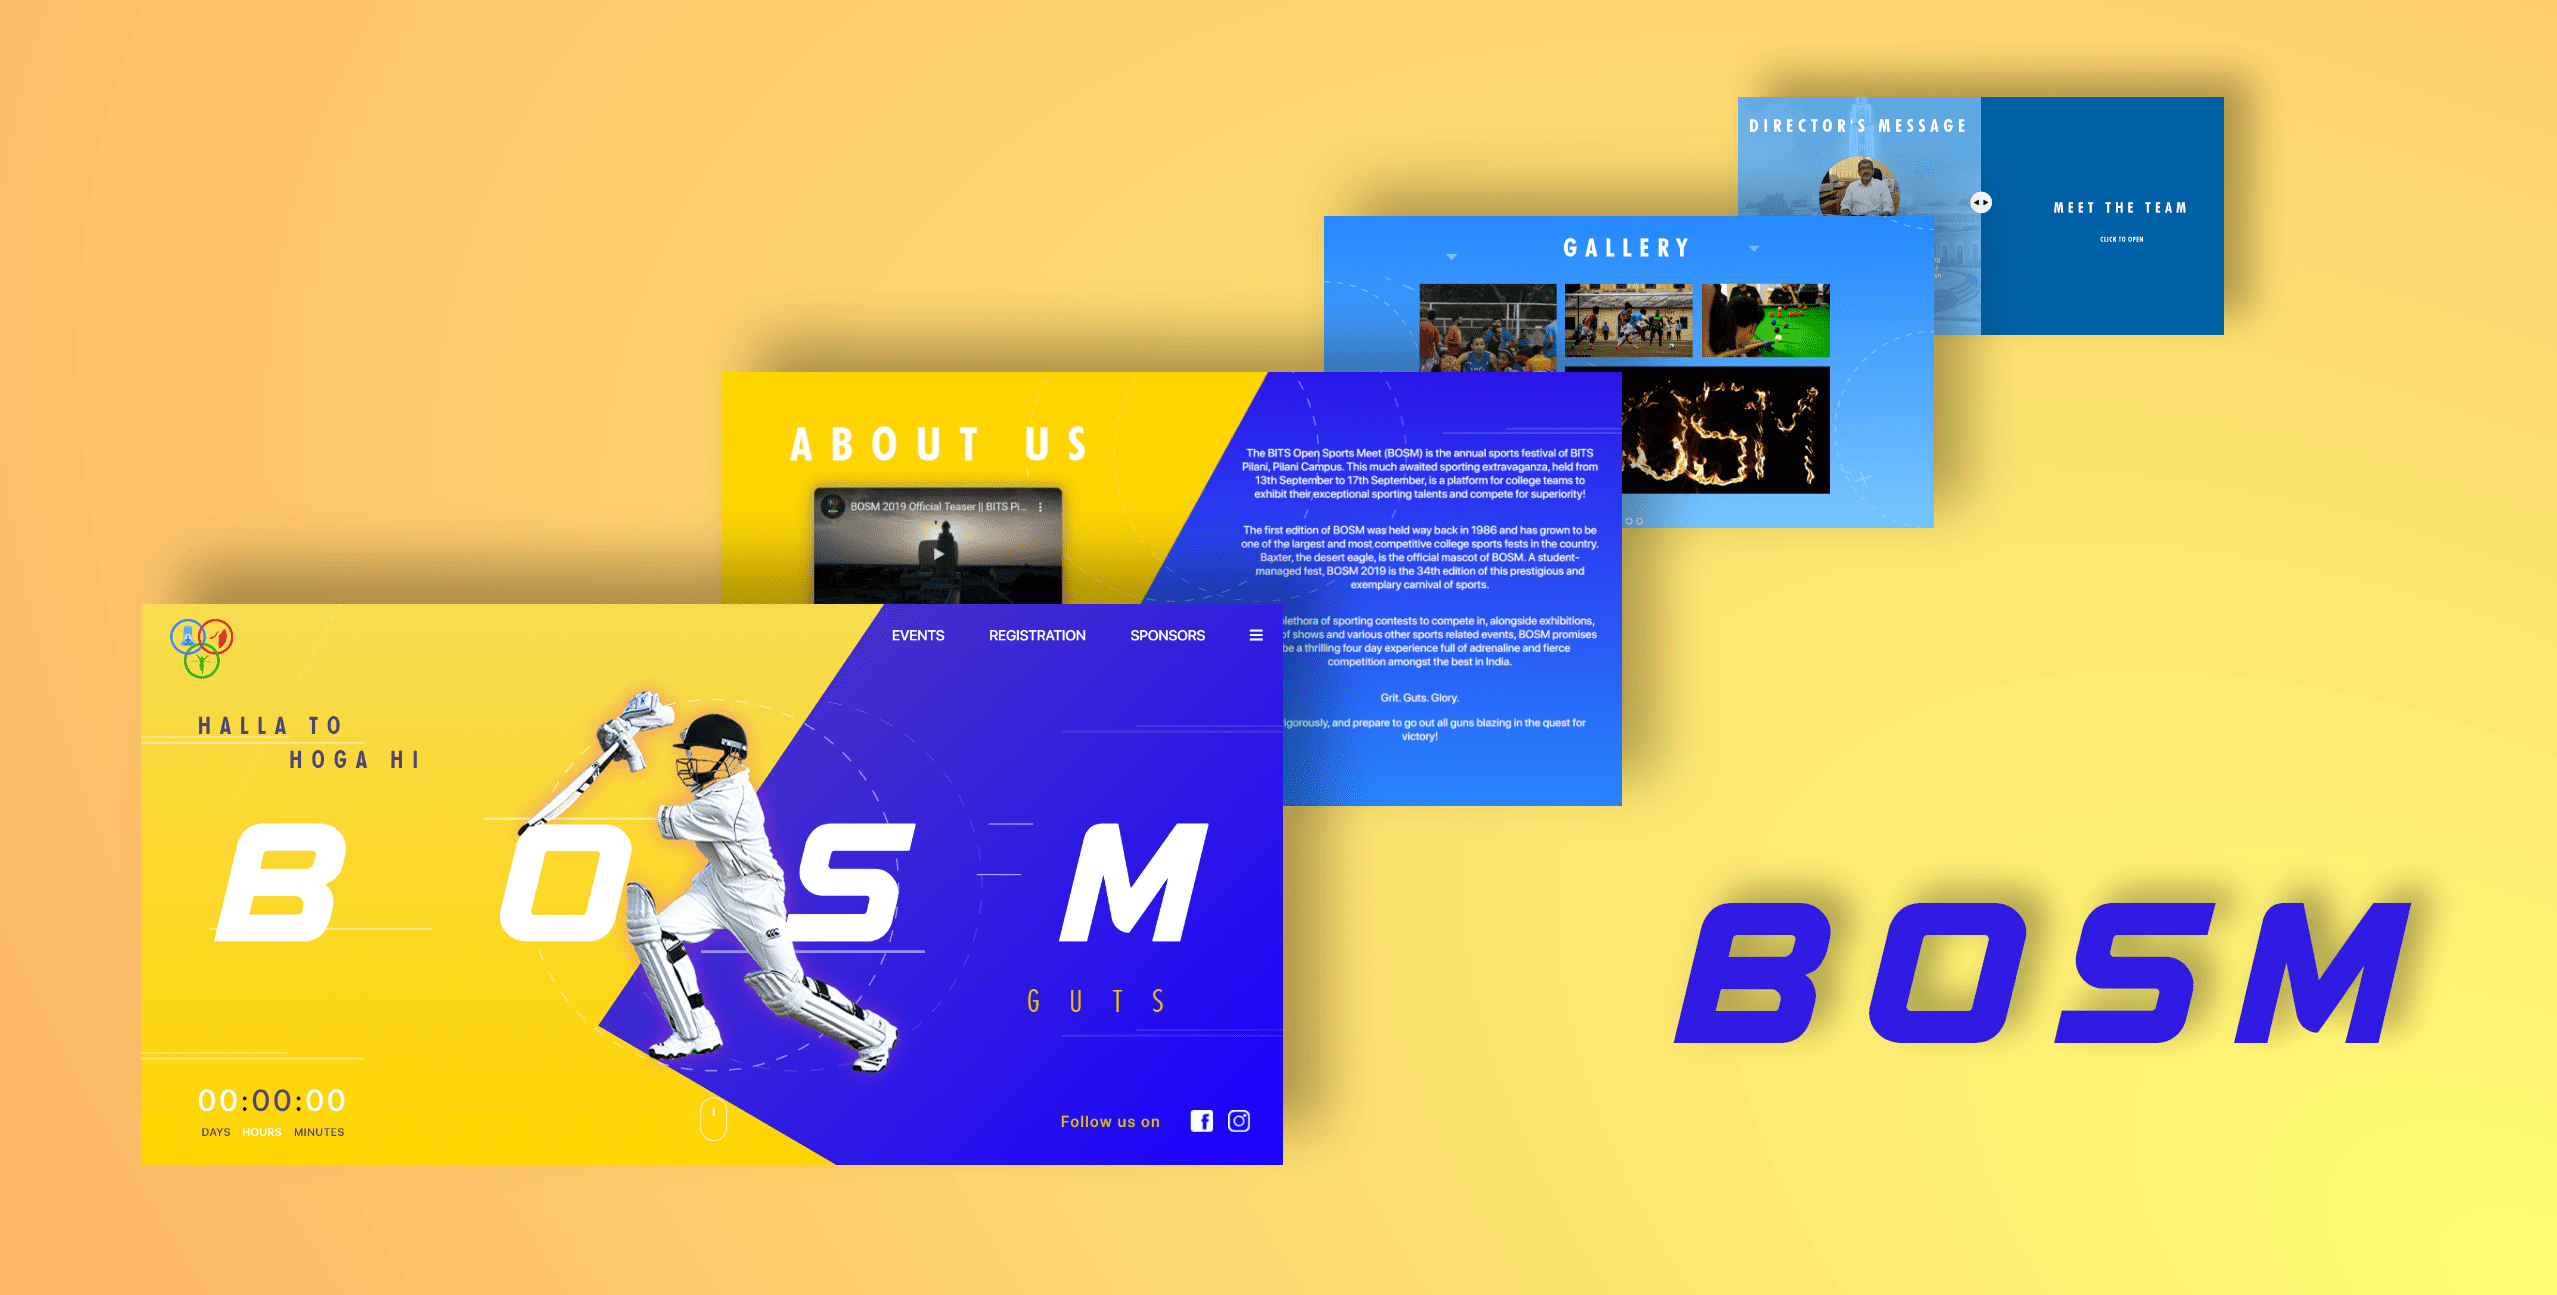 DIRECTOR'S MESSAGE
MEET THE TEAM
CLICK TO OPEN
GALLERY
ABOUT US
BOSM 2019 Official Teaser || BITS Pi...
The BITS Open Sports Meet (BOSM) is the annual sports festival of BITS
Pilani, Pilani Campus. This much awaited sporting extravaganza, held from
13th September to 17th September, is a platform for college teams to
exhibit their exceptional sporting talents and compete for superiority!
The first edition of BOSM was held way back in 1986 and has grown to be
one of the largest and most competitive college sports fests in the country.
Baxter, the desert eagle, is the official mascot of BOSM. A student-
managed fest, BOSM 2019 is the 34th edition of this prestigious and
exemplary carnival of sports.
of sporting contests to compete in, alongside exhibitions,
of shows and various other sports related events, BOSM promises
be a thrilling four day experience full of adrenaline and fierce
competition amongst the best in India.
Grit. Guts. Glory.
and prepare to go out all guns blazing in the quest for
victory!
EVENTS REGISTRATION SPONSORS
HALLA TO
HOGA HI
BOSM
GUTS
00:00:00
DAYS HOURS MINUTES
Follow us on
BOSM